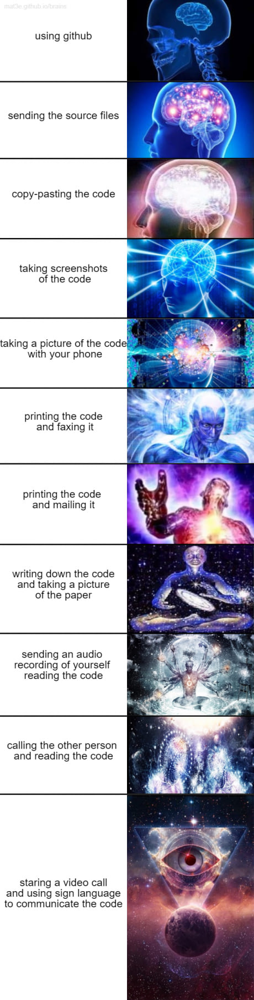 mat3e.github.io/brains
using github
sending the source files
copy-pasting the code
taking screenshots
of the code
taking a picture of the code
with your phone
printing the code
and faxing it
printing the code
and mailing it
writing down the code
and taking a picture
of the paper
sending an audio
recording of yourself
reading the code
calling the other person
and reading the code
staring a video call
and using sign language
to communicate the code